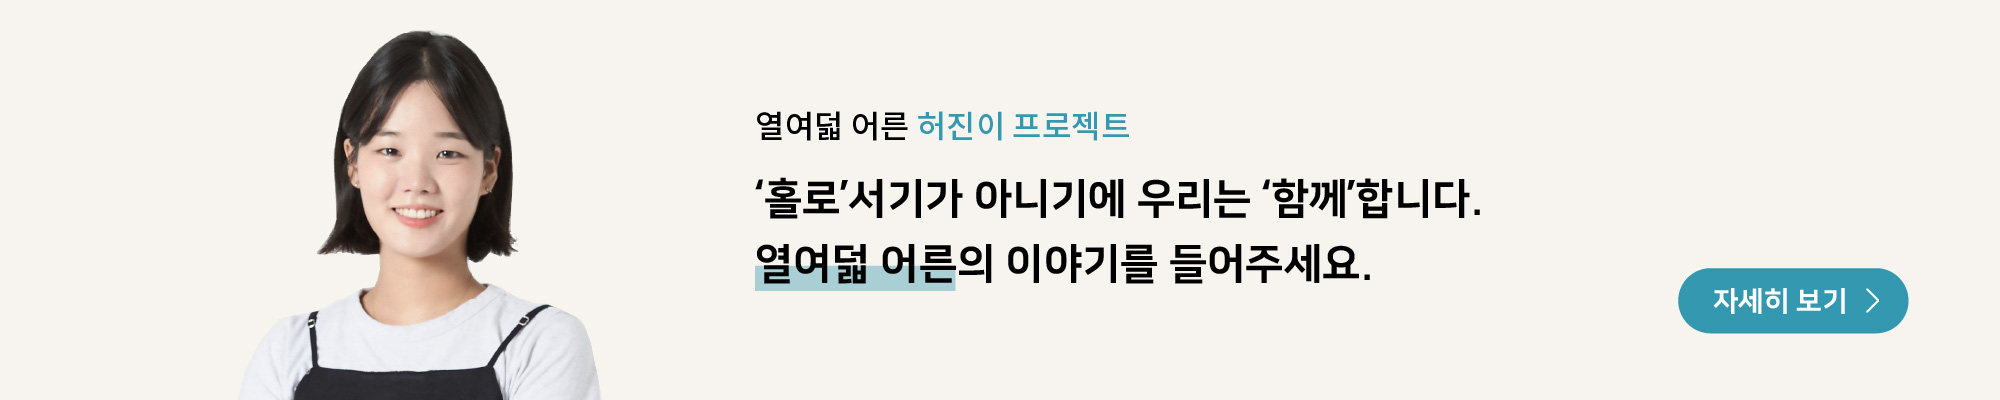 열여덟 어른 허진이 프로젝트
‘홀로’서기가 아니기에 우리는 ‘함께’합니다.
열여덟 어른의 이야기를 들어주세요.
자세히 보기